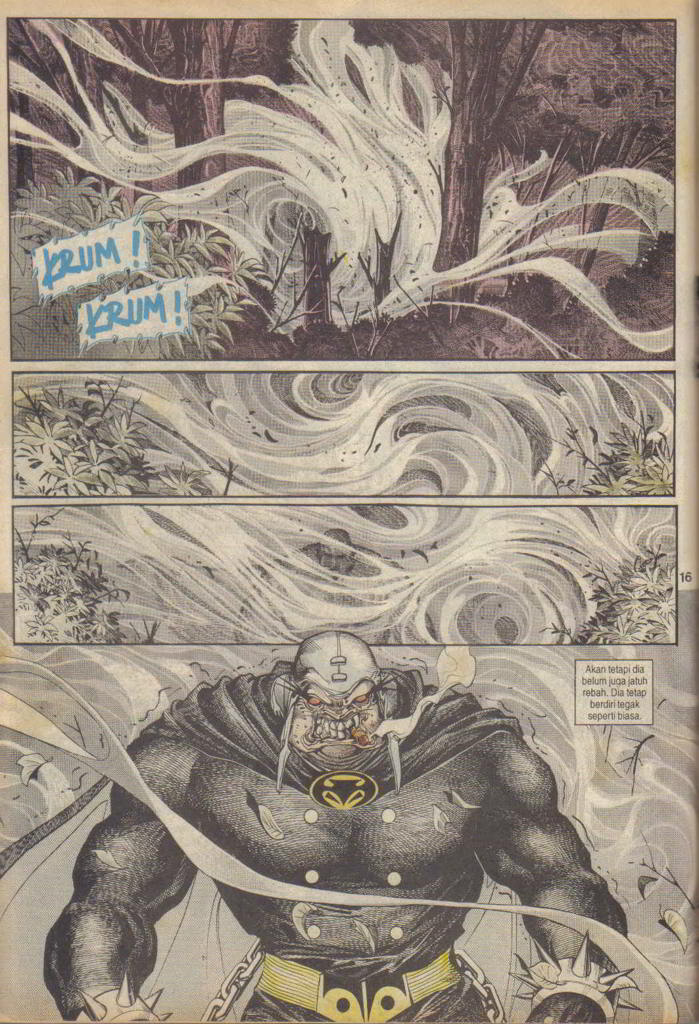 KRUM!
KRUM!
16
Akan tetapi dia
belum juga jatuh
rebah. Dia tetap
berdiri tegak
seperti biasa.